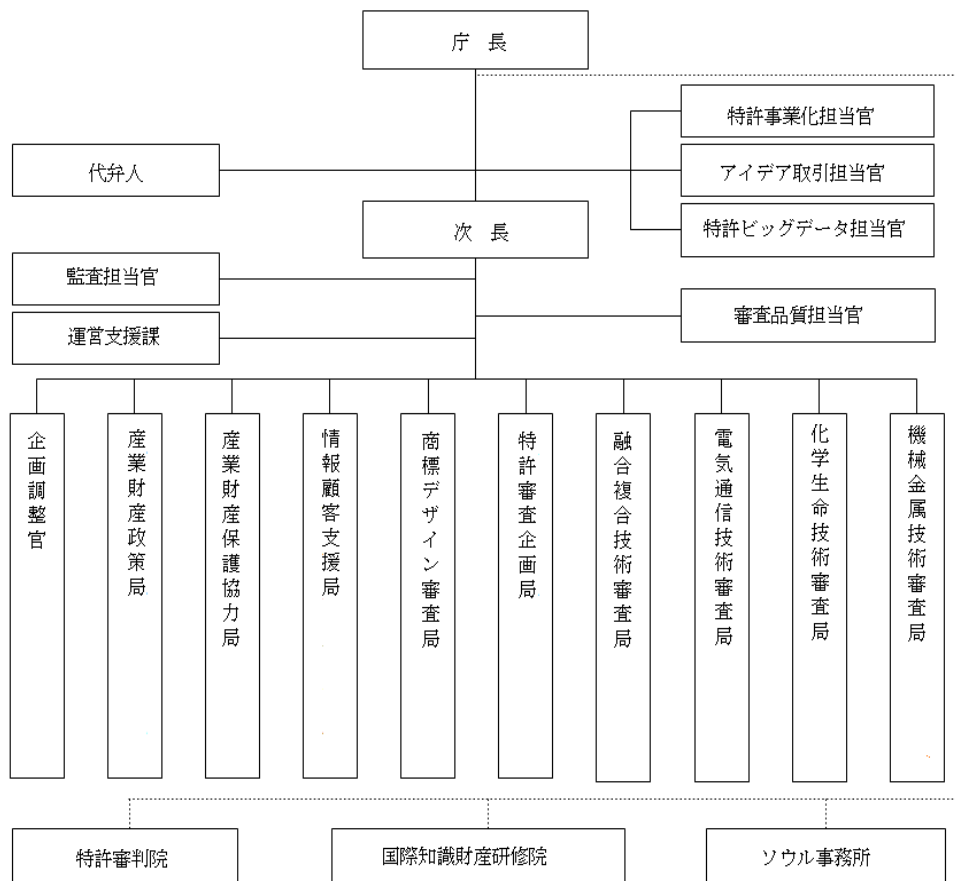 庁　長
特許事業化担当官
代弁人
アイデア取引担当官
次　長
特許ビッグデータ担当官
監査担当官
審査品質担当官
運営支援課
企画調整官
産業財産政策局
産業財産保護協力局
情報顧客支援局
商標デザイン審査局
特許審査企画局
融合複合技術審査局
電気通信技術審査局
化学生命技術審査局
機械金属技術審査局
特許審判院
国際知識財産研修院
ソウル事務所